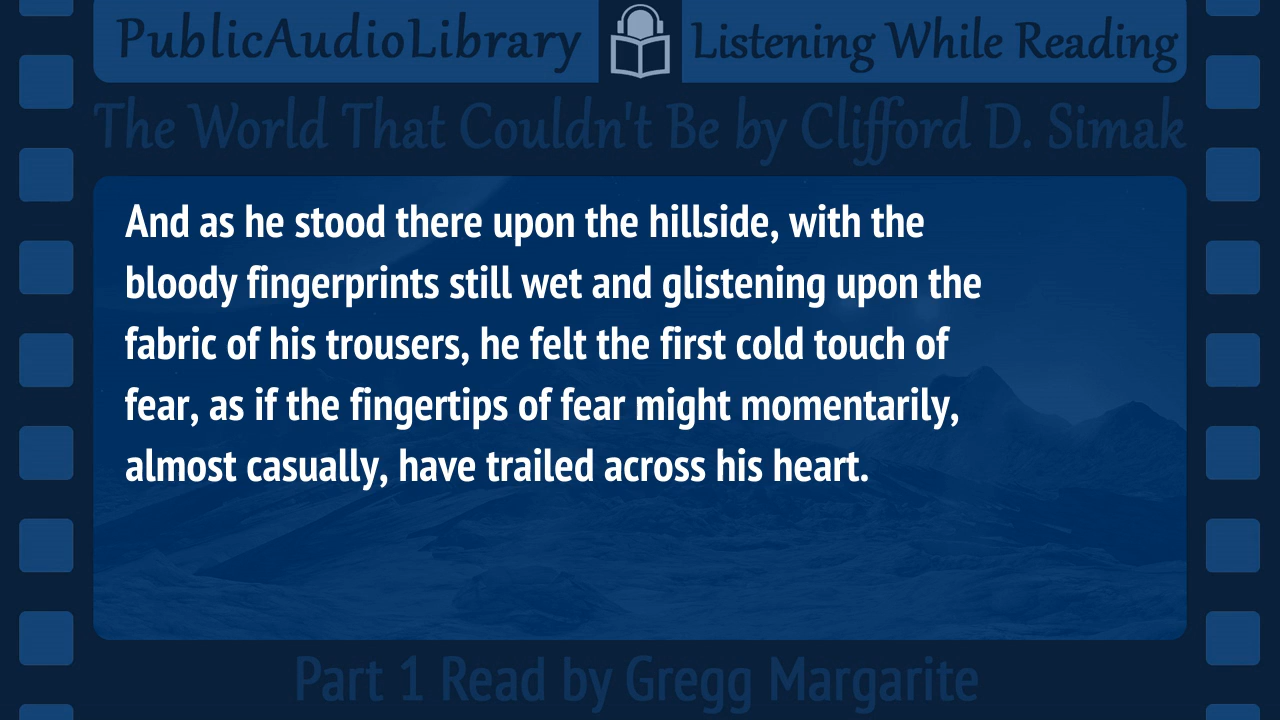 PublicAudioLibrary Listening While Reading
The World That Couldn't Be by Clifford D. Simak
And as he stood there upon the hillside, with the
bloody fingerprints still wet and glistening upon the
fabric of his trousers, he felt the first cold touch of
fear, as if the fingertips of fear might momentarily,
almost casually, have trailed across his heart.
Part 1 Read by Gregg Margarite